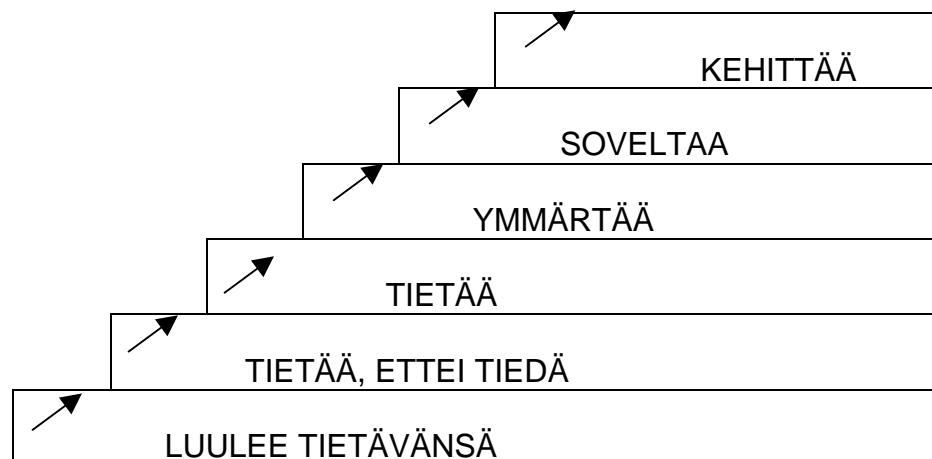 KEHITTÄÄ
SOVELTAA
YMMÄRTÄÄ
TIETÄÄ
TIETÄÄ, ETTEI TIEDÄ
LUULEE TIETÄVÄNSÄ